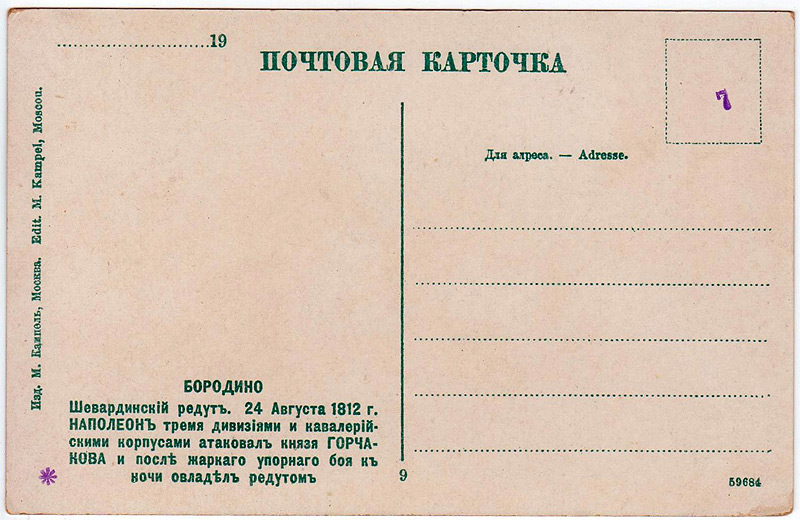 ....................19
ПОЧТОВАЯ КАРТОЧКА
7
Для адреса. — Adresse.
Изд. М. Кампель, Москва. Edit. M. Kampel, Moscou.
БОРОДИНО
Шевардинскій редутъ. 24 Августа 1812 г.
НАПОЛЕОНЪ тремя дивизіями и кавалерій-
скими корпусами атаковалъ князя ГОРЧА-
КОВА и послѣ жаркаго упорнаго боя къ
ночи овладѣлъ редутомъ
9
59684